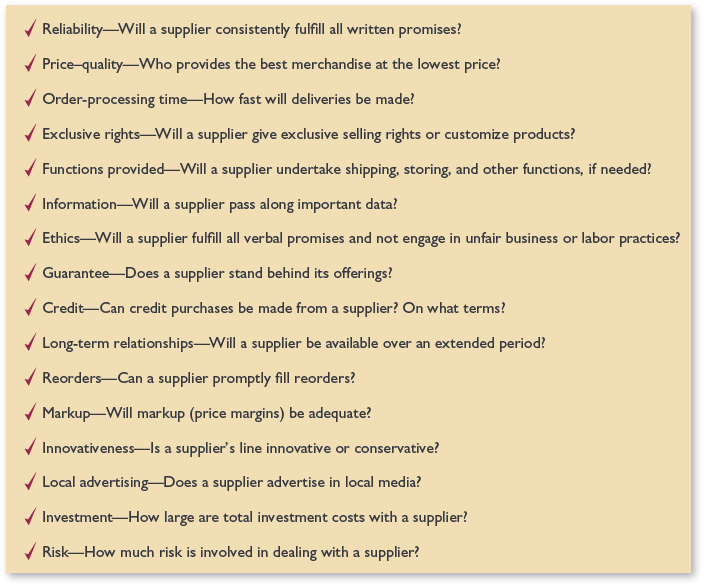 Reliability—Will a supplier consistently fulfill all written promises?
Price–quality—Who provides the best merchandise at the lowest price?
Order-processing time—How fast will deliveries be made?
Exclusive rights—Will a supplier give exclusive selling rights or customize products?
Functions provided—Will a supplier undertake shipping, storing, and other functions, if needed?
Information—Will a supplier pass along important data?
Ethics—Will a supplier fulfill all verbal promises and not engage in unfair business or labor practices?
Guarantee—Does a supplier stand behind its offerings?
Credit—Can credit purchases be made from a supplier? On what terms?
Long-term relationships—Will a supplier be available over an extended period?
Reorders—Can a supplier promptly fill reorders?
Markup—Will markup (price margins) be adequate?
Innovativeness—Is a supplier's line innovative or conservative?
Local advertising—Does a supplier advertise in local media?
Investment—How large are total investment costs with a supplier?
Risk—How much risk is involved in dealing with a supplier?